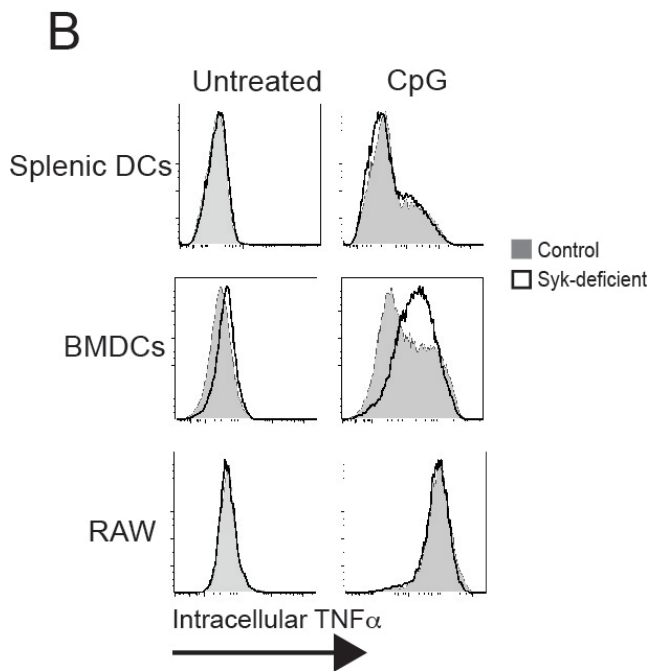 B
Untreated CpG
Splenic DCs
Control
Syk-deficient
BMDCs
RAW
Intracellular TNFα